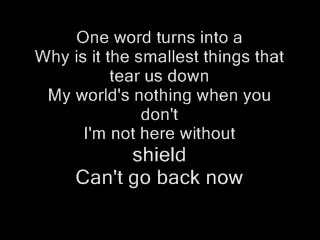 One word turns into a
Why is it the smallest things that
tear us down
My world's nothing when you
don't
I'm not here without
shield
Can't go back now